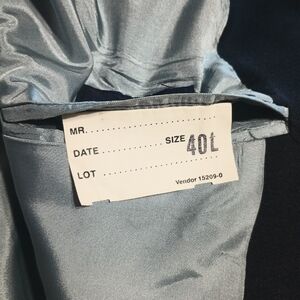 MR. ....................
DATE ............ SIZE 40L
LOT ............
Vendor 15209-0